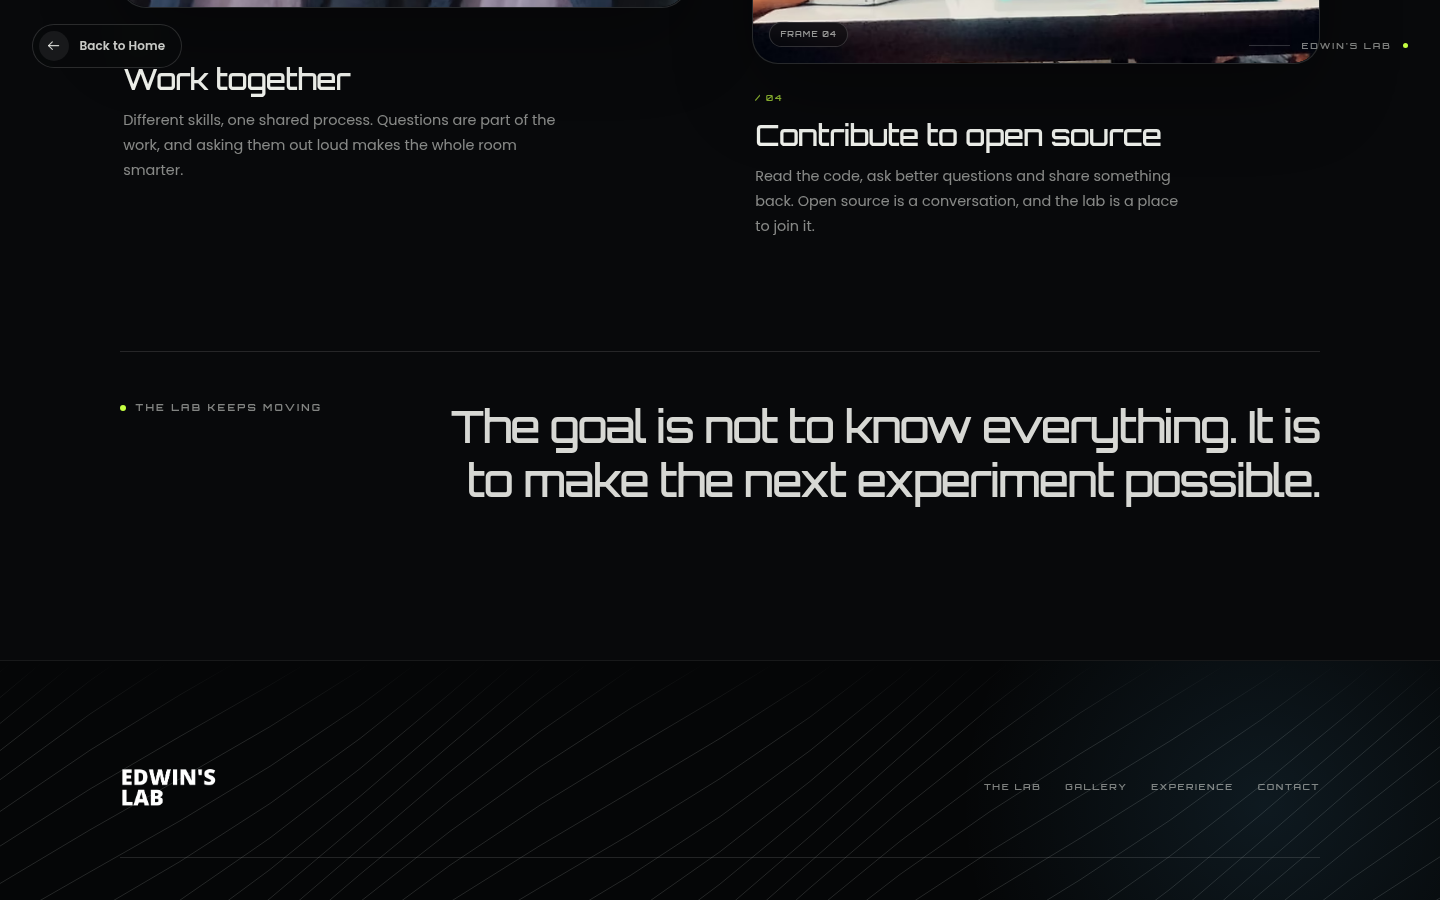 Back to Home
FRAME 04
EDWIN'S LAB
Work together
Different skills, one shared process. Questions are part of the
work, and asking them out loud makes the whole room
smarter.
/ 04
Contribute to open source
Read the code, ask better questions and share something
back. Open source is a conversation, and the lab is a place
to join it.
THE LAB KEEPS MOVING
The goal is not to know everything. It is
to make the next experiment possible.
EDWIN'S
LAB
THE LAB GALLERY EXPERIENCE CONTACT